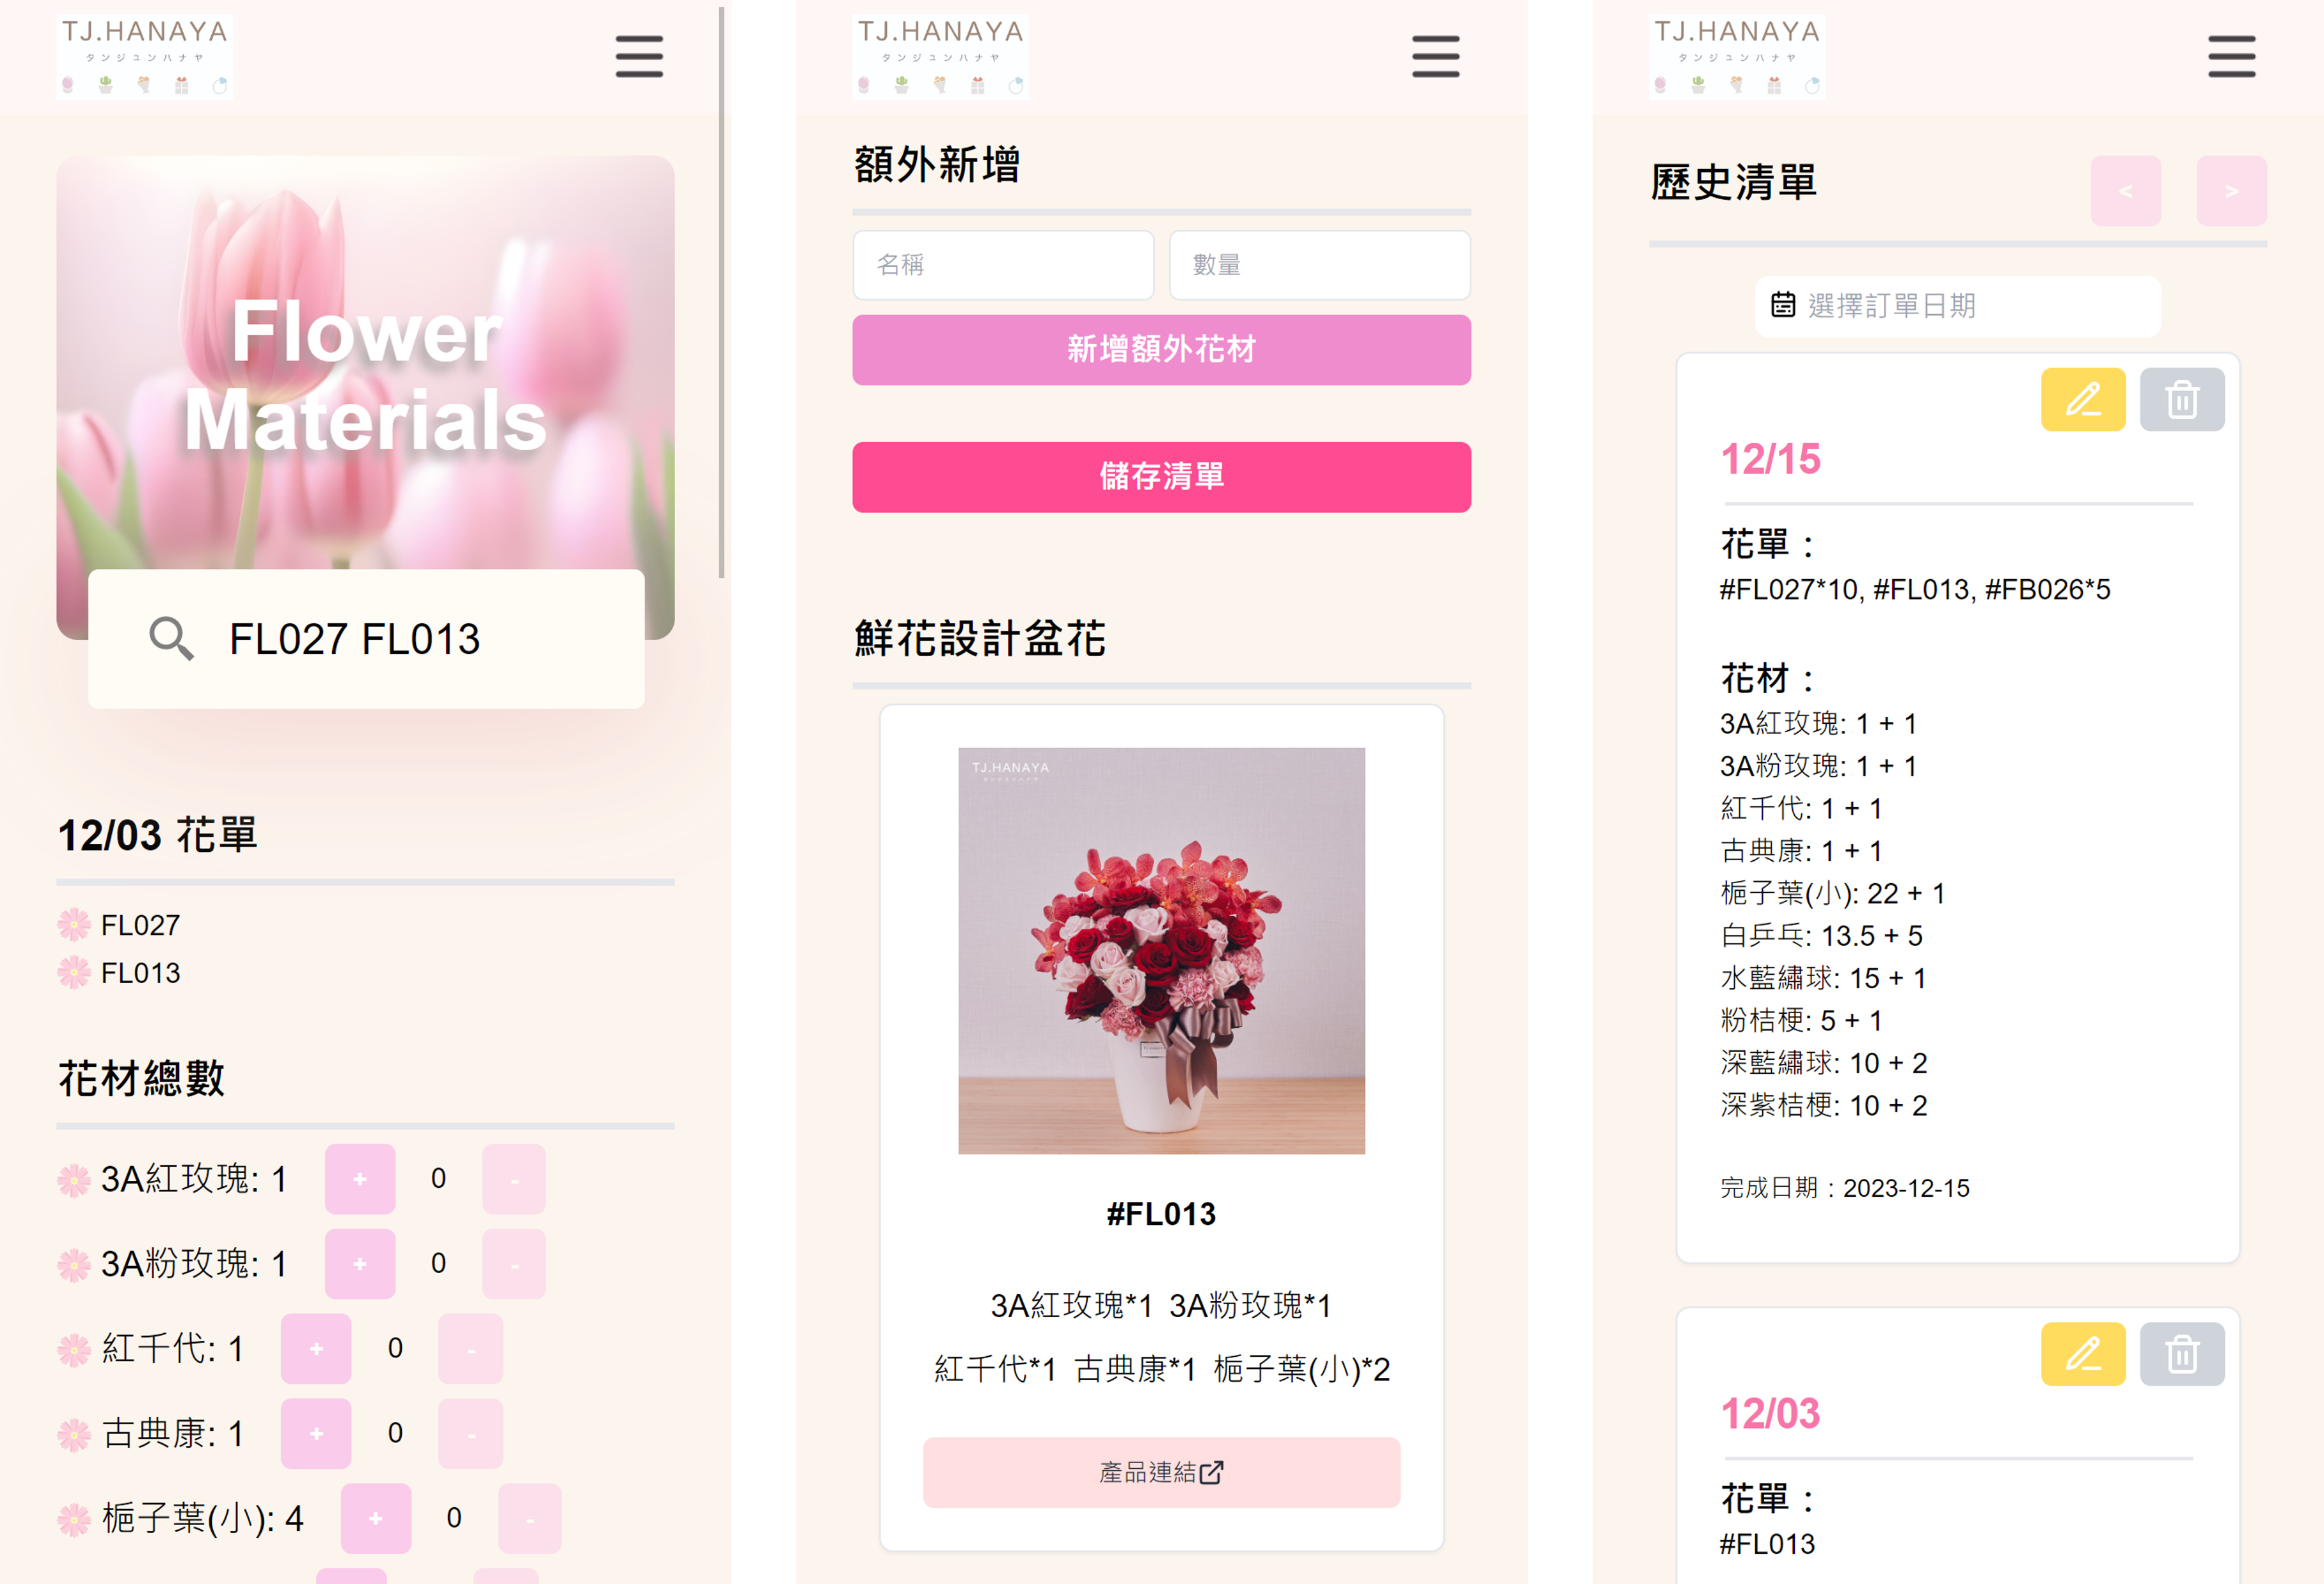 TJ.HANAYA
タンジュンハナヤ
Flower
Materials
FL027 FL013
12/03 花單
FL027
FL013
花材總數
3A紅玫瑰: 1 + 0 -
3A粉玫瑰: 1 + 0 -
紅千代: 1 + 0 -
古典康: 1 + 0 -
梔子葉(小): 4 + 0 -
TJ.HANAYA
タンジュンハナヤ
額外新增
名稱 數量
新增額外花材
儲存清單
鮮花設計盆花
TJ.HANAYA
#FL013
3A紅玫瑰*1 3A粉玫瑰*1
紅千代*1 古典康*1 梔子葉(小)*2
產品連結
TJ.HANAYA
タンジュンハナヤ
歷史清單 < >
選擇訂單日期
12/15
花單：
#FL027*10, #FL013, #FB026*5
花材：
3A紅玫瑰: 1 + 1
3A粉玫瑰: 1 + 1
紅千代: 1 + 1
古典康: 1 + 1
梔子葉(小): 22 + 1
白乒乓: 13.5 + 5
水藍繡球: 15 + 1
粉桔梗: 5 + 1
深藍繡球: 10 + 2
深紫桔梗: 10 + 2
完成日期：2023-12-15
12/03
花單：
#FL013